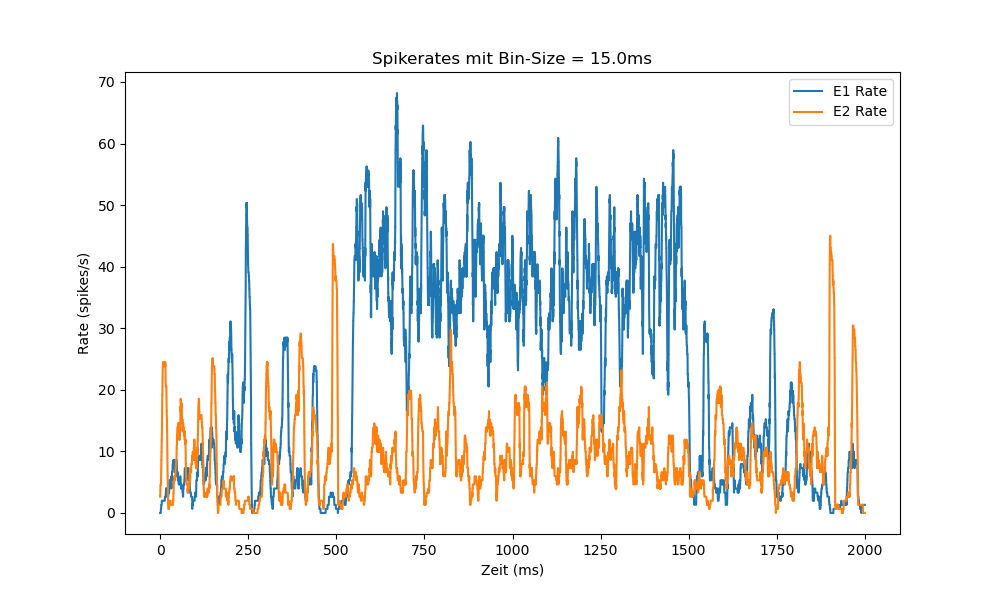 Spikerates mit Bin-Size = 15.0ms
E1 Rate
E2 Rate
70
60
50
40
30
20
10
0
Rate (spikes/s)
0 250 500 750 1000 1250 1500 1750 2000
Zeit (ms)